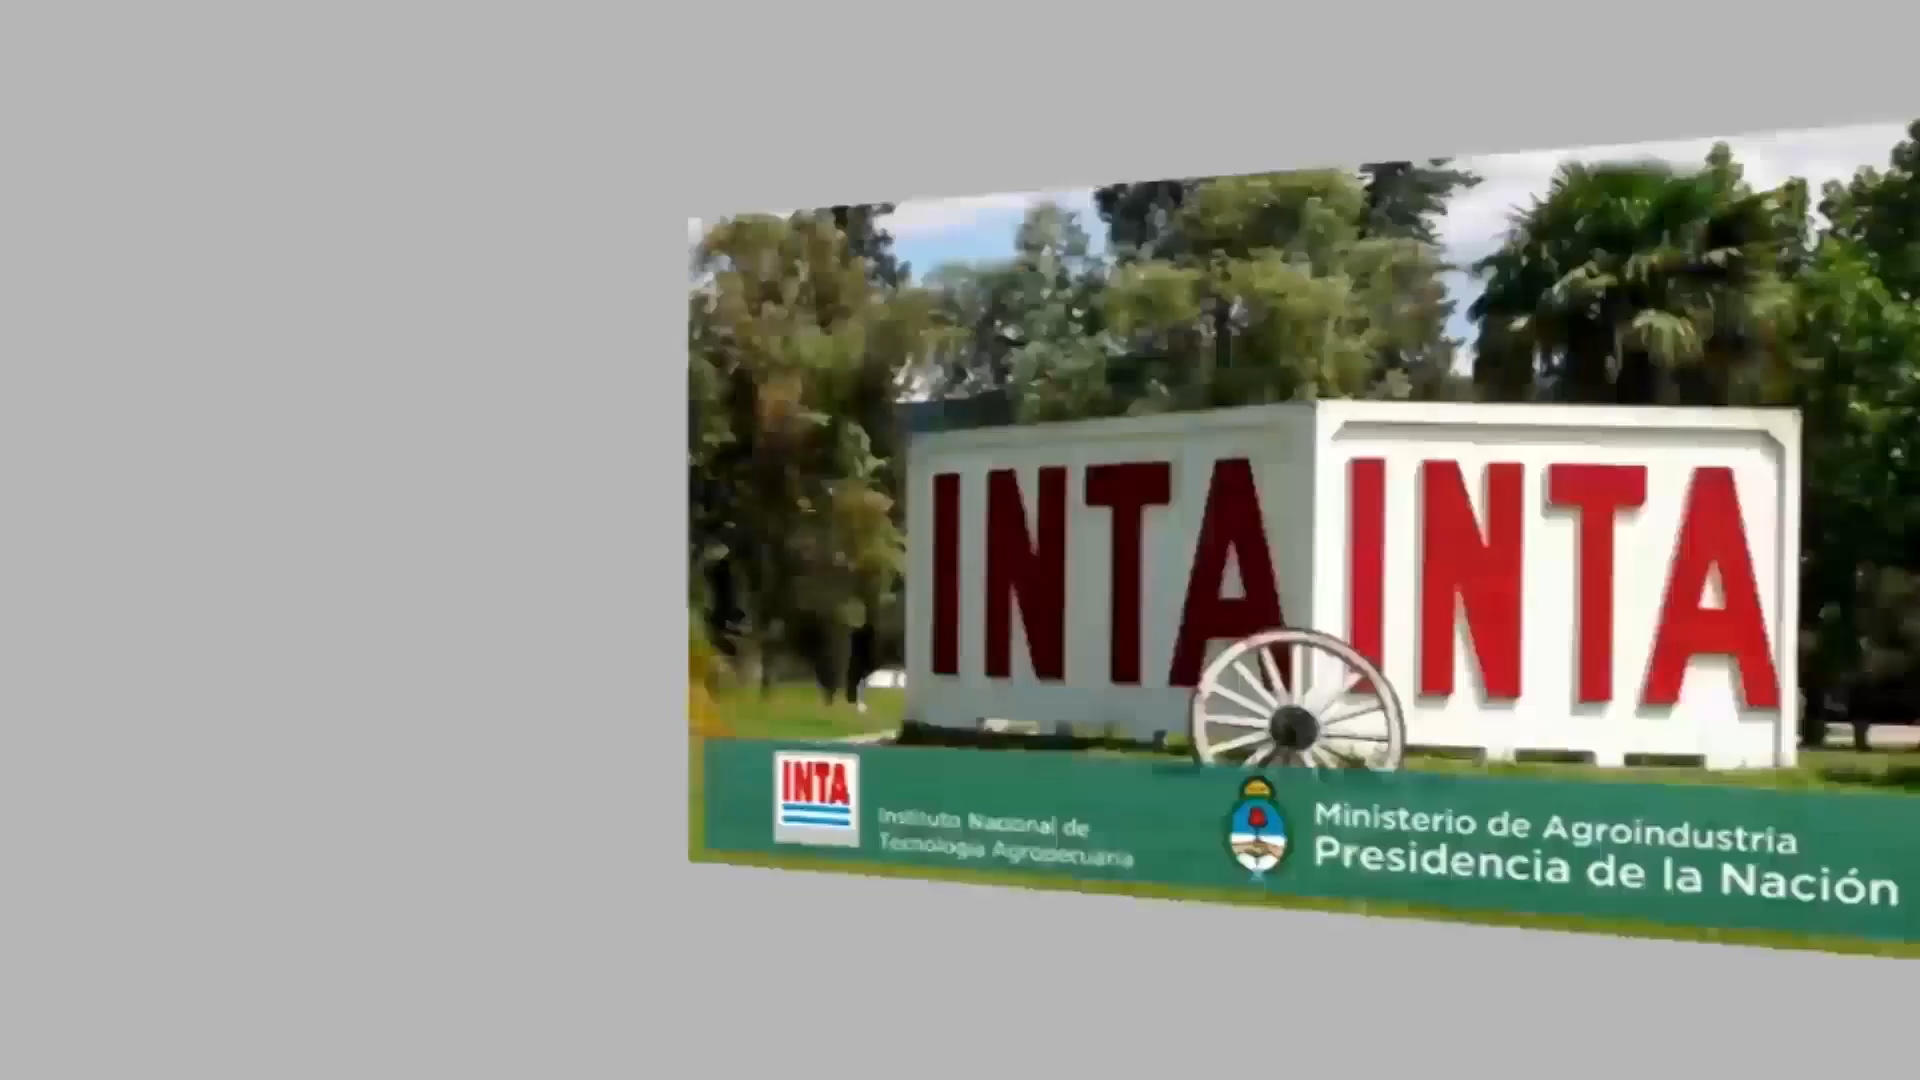 INTA INTA
INTA
Instituto Nacional de
Tecnología Agropecuaria
Ministerio de Agroindustria
Presidencia de la Nación